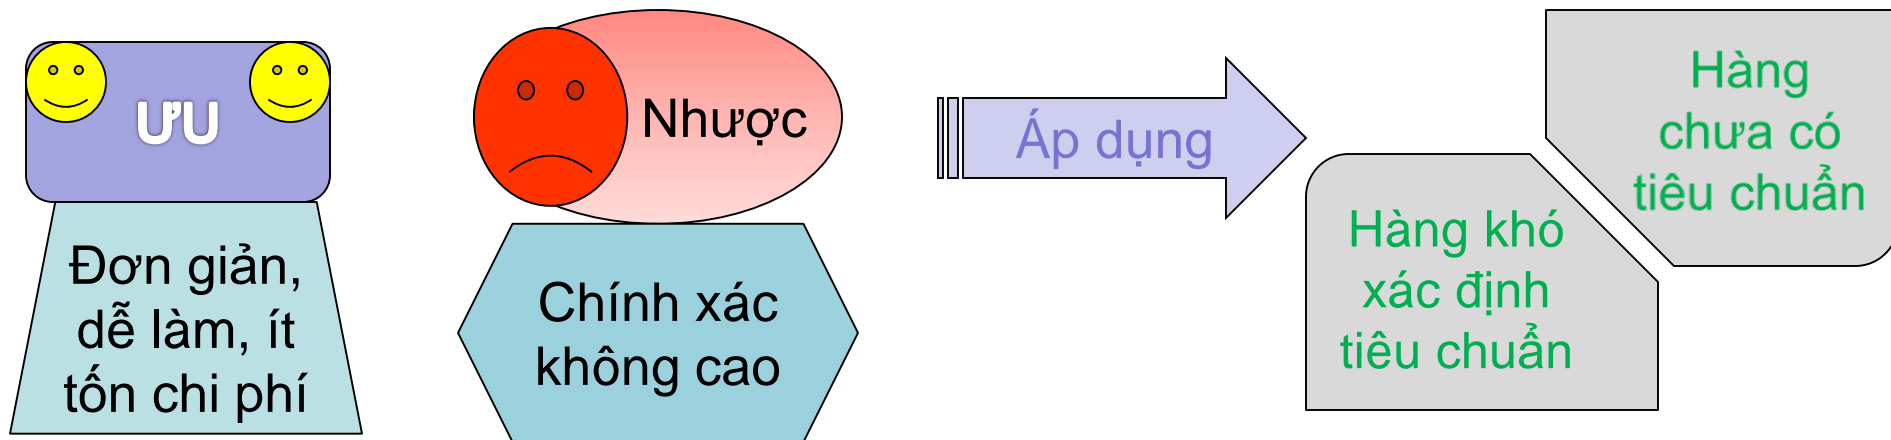 ƯU
Đơn giản,
dễ làm, ít
tốn chi phí
Nhược
Chính xác
không cao
Áp dụng
Hàng khó
xác định
tiêu chuẩn
Hàng
chưa có
tiêu chuẩn